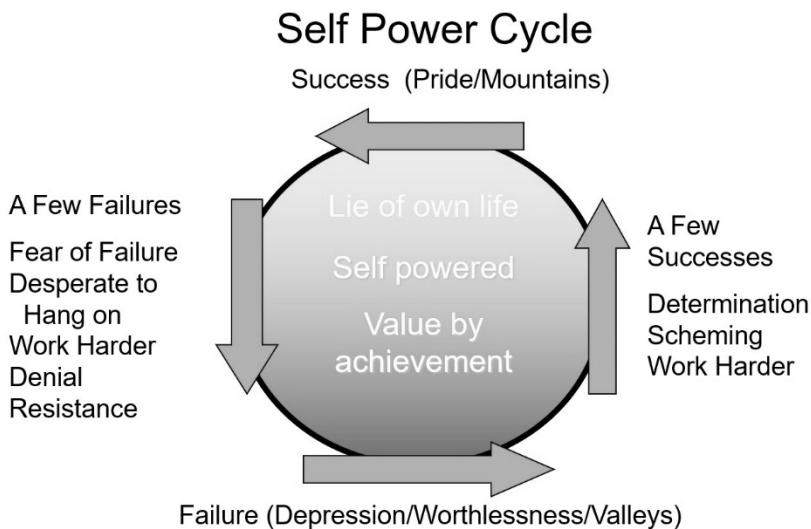 Self Power Cycle
Success (Pride/Mountains)
A Few Failures
Fear of Failure
Desperate to
Hang on
Work Harder
Denial
Resistance
Lie of own life
Self powered
Value by
achievement
A Few
Successes
Determination
Scheming
Work Harder
Failure (Depression/Worthlessness/Valleys)